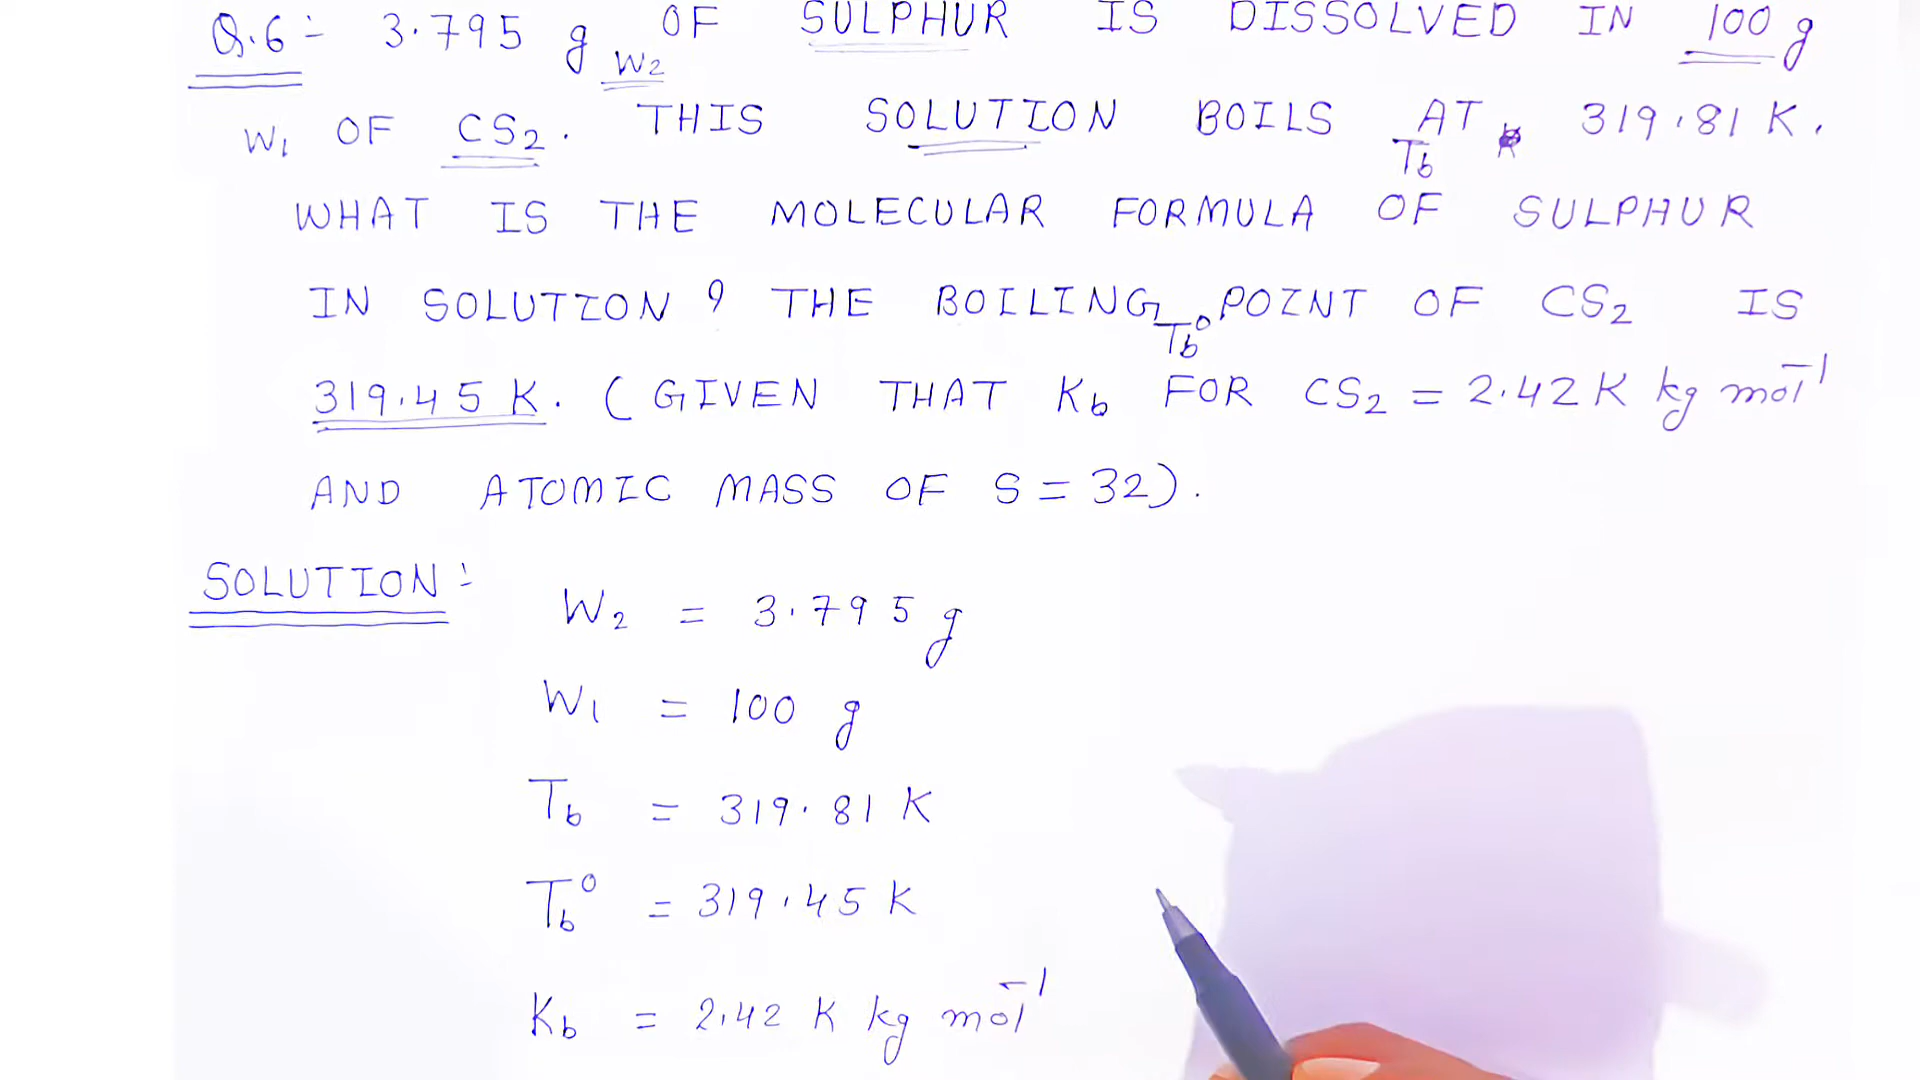 Q.6:- 3.795 g OF SULPHUR IS DISSOLVED IN 100 g
W2
W1 OF CS2. THIS SOLUTION BOILS AT 319.81 K.
Tb
WHAT IS THE MOLECULAR FORMULA OF SULPHUR
IN SOLUTION ? THE BOILING POINT OF CS2 IS
Tb°
319.45 K. (GIVEN THAT Kb FOR CS2 = 2.42 K kg mol⁻¹
AND ATOMIC MASS OF S = 32).
SOLUTION:-
W2 = 3.795 g
W1 = 100 g
Tb = 319.81 K
Tb° = 319.45 K
Kb = 2.42 K kg mol⁻¹